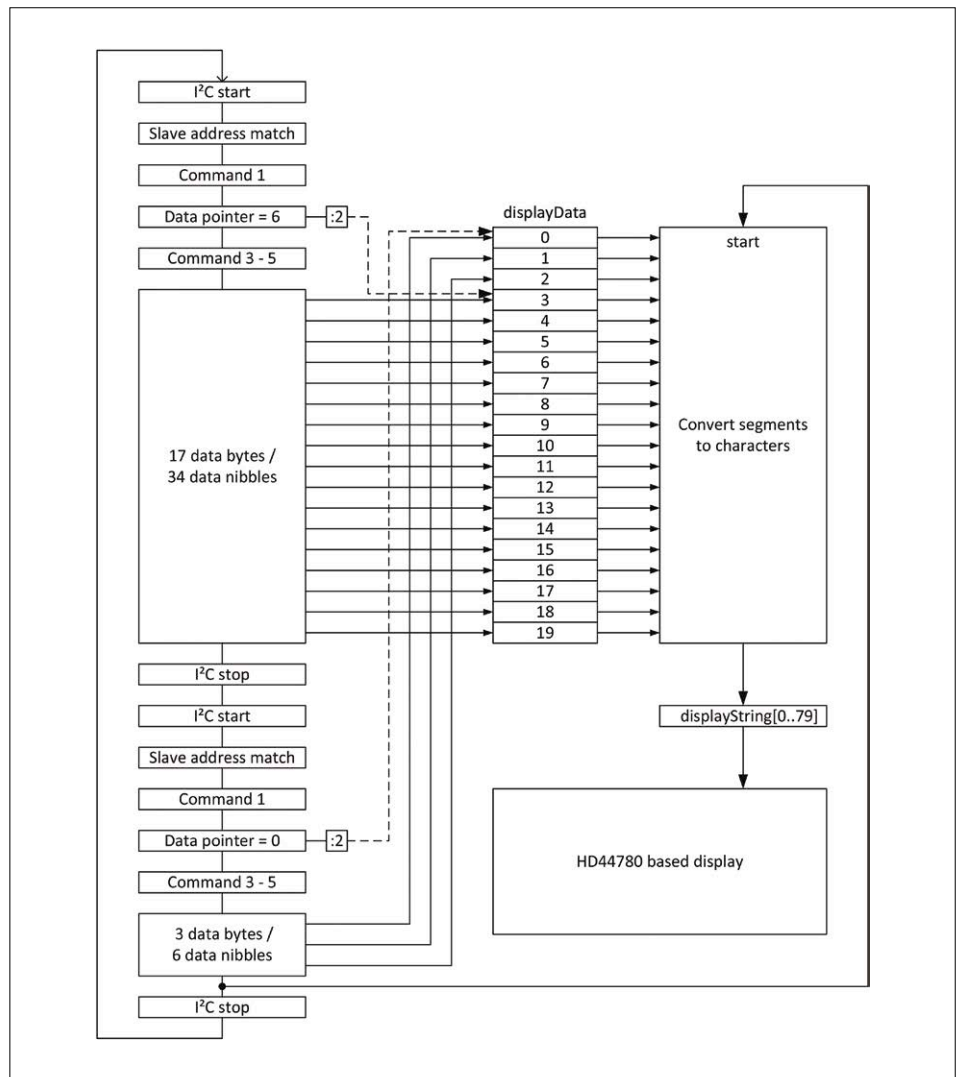 I²C start
Slave address match
Command 1
Data pointer = 6
:2
Command 3 - 5
17 data bytes /
34 data nibbles
I²C stop
I²C start
Slave address match
Command 1
Data pointer = 0
:2
Command 3 - 5
3 data bytes /
6 data nibbles
I²C stop
displayData
0
1
2
3
4
5
6
7
8
9
10
11
12
13
14
15
16
17
18
19
start
Convert segments
to characters
displayString[0..79]
HD44780 based display